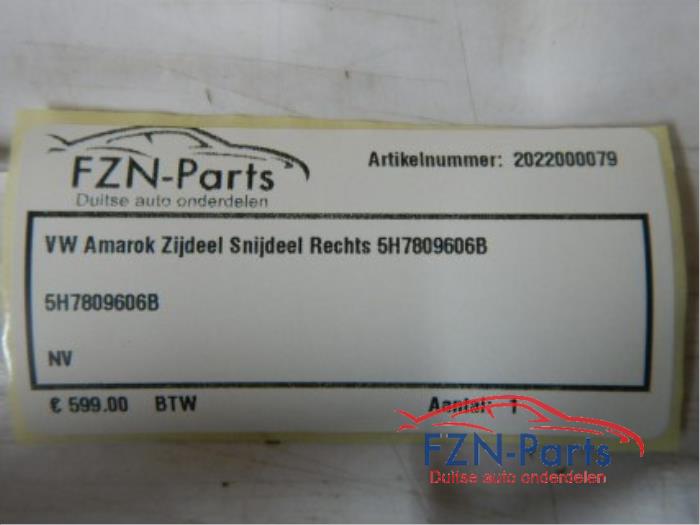 FZN-Parts
Duitse auto onderdelen
Artikelnummer: 2022000079
VW Amarok Zijdeel Snijdeel Rechts 5H7809606B
5H7809606B
NV
€ 599.00 BTW
Aantal: 1
FZN-Parts
Duitse auto onderdelen